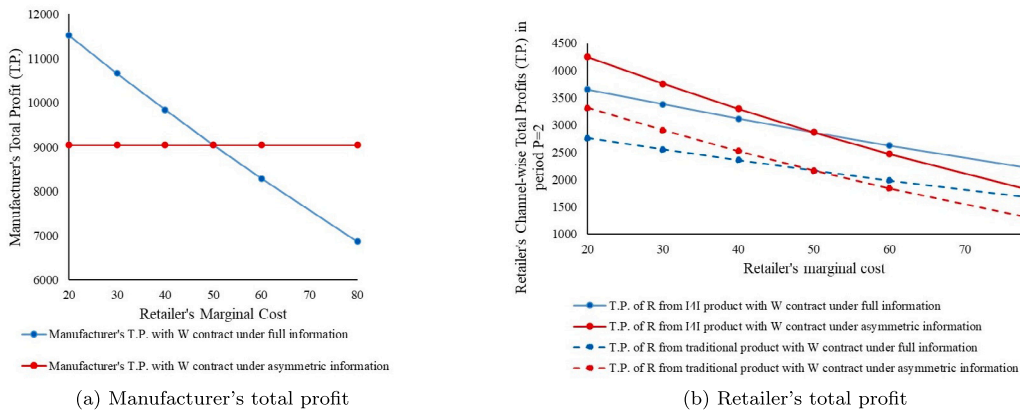 12000
11000
10000
9000
8000
7000
6000
Manufacturer's Total Profit (T.P.)
20 30 40 50 60 70 80
Retailer's Marginal Cost
Manufacturer's T.P. with W contract under full information
Manufacturer's T.P. with W contract under asymmetric information
(a) Manufacturer's total profit
Retailer's Channel-wise Total Profits (T.P.) in
period P=2
4500
4000
3500
3000
2500
2000
1500
1000
20 30 40 50 60 70
Retailer's marginal cost
T.P. of R from I4I product with W contract under full information
T.P. of R from I4I product with W contract under asymmetric information
T.P. of R from traditional product with W contract under full information
T.P. of R from traditional product with W contract under asymmetric information
(b) Retailer's total profit